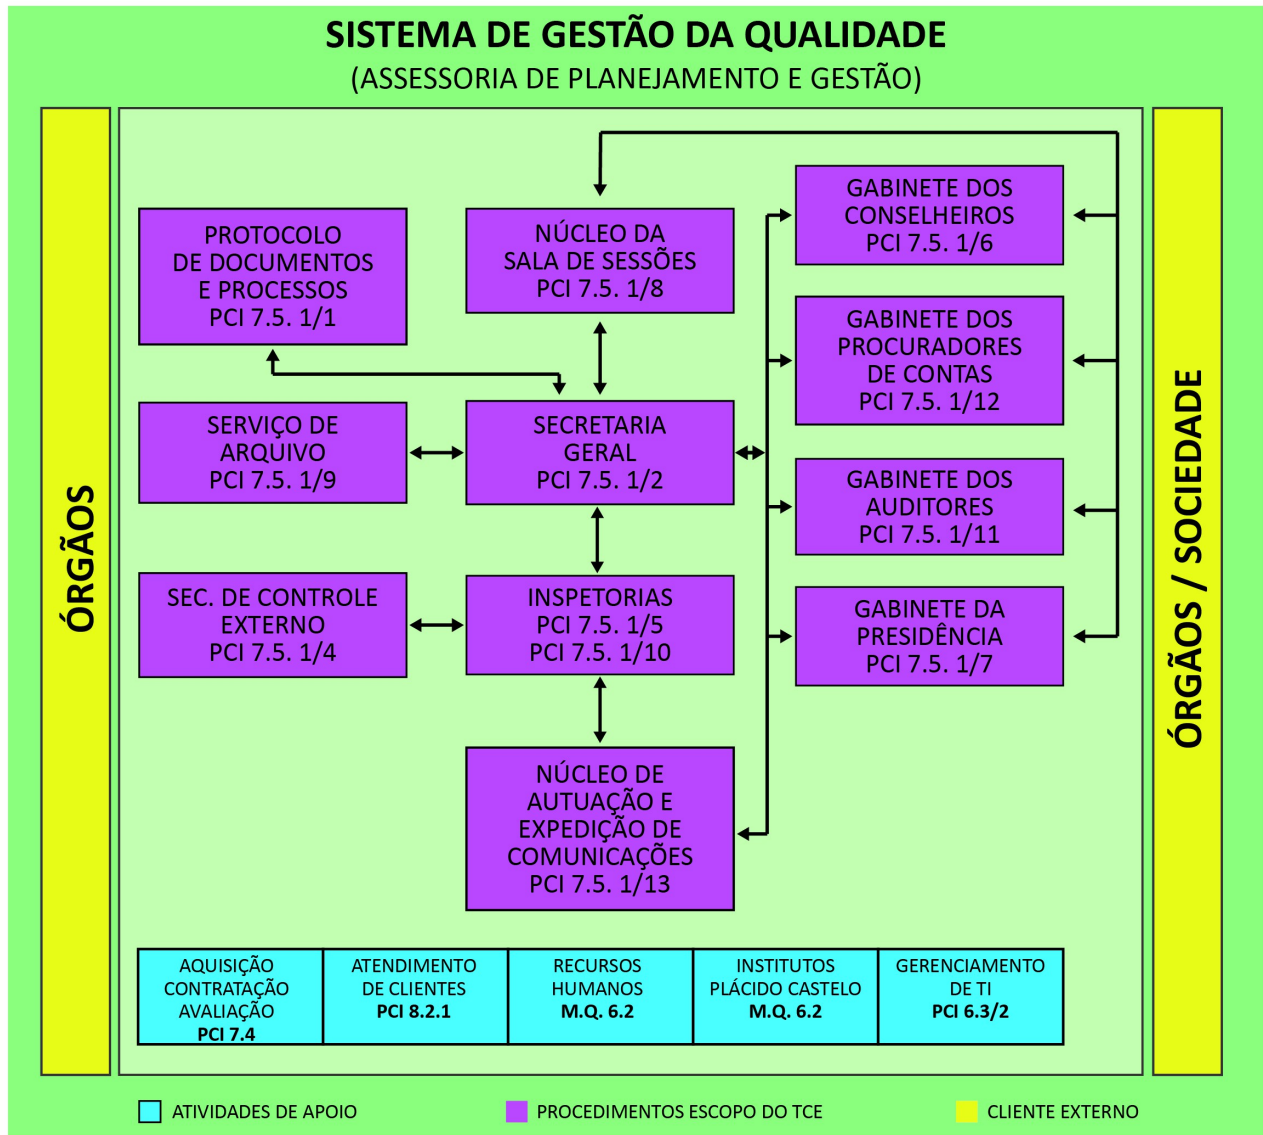 SISTEMA DE GESTÃO DA QUALIDADE
(ASSESSORIA DE PLANEJAMENTO E GESTÃO)
ÓRGÃOS
PROTOCOLO
DE DOCUMENTOS
E PROCESSOS
PCI 7.5. 1/1
NÚCLEO DA
SALA DE SESSÕES
PCI 7.5. 1/8
GABINETE DOS
CONSELHEIROS
PCI 7.5. 1/6
GABINETE DOS
PROCURADORES
DE CONTAS
PCI 7.5. 1/12
SERVIÇO DE
ARQUIVO
PCI 7.5. 1/9
SECRETARIA
GERAL
PCI 7.5. 1/2
GABINETE DOS
AUDITORES
PCI 7.5. 1/11
SEC. DE CONTROLE
EXTERNO
PCI 7.5. 1/4
INSPETORIAS
PCI 7.5. 1/5
PCI 7.5. 1/10
GABINETE DA
PRESIDÊNCIA
PCI 7.5. 1/7
NÚCLEO DE
AUTUAÇÃO E
EXPEDIÇÃO DE
COMUNICAÇÕES
PCI 7.5. 1/13
ÓRGÃOS / SOCIEDADE
AQUISIÇÃO
CONTRATAÇÃO
AVALIAÇÃO
PCI 7.4
ATENDIMENTO
DE CLIENTES
PCI 8.2.1
RECURSOS
HUMANOS
M.Q. 6.2
INSTITUTOS
PLÁCIDO CASTELO
M.Q. 6.2
GERENCIAMENTO
DE TI
PCI 6.3/2
ATIVIDADES DE APOIO
PROCEDIMENTOS ESCOPO DO TCE
CLIENTE EXTERNO